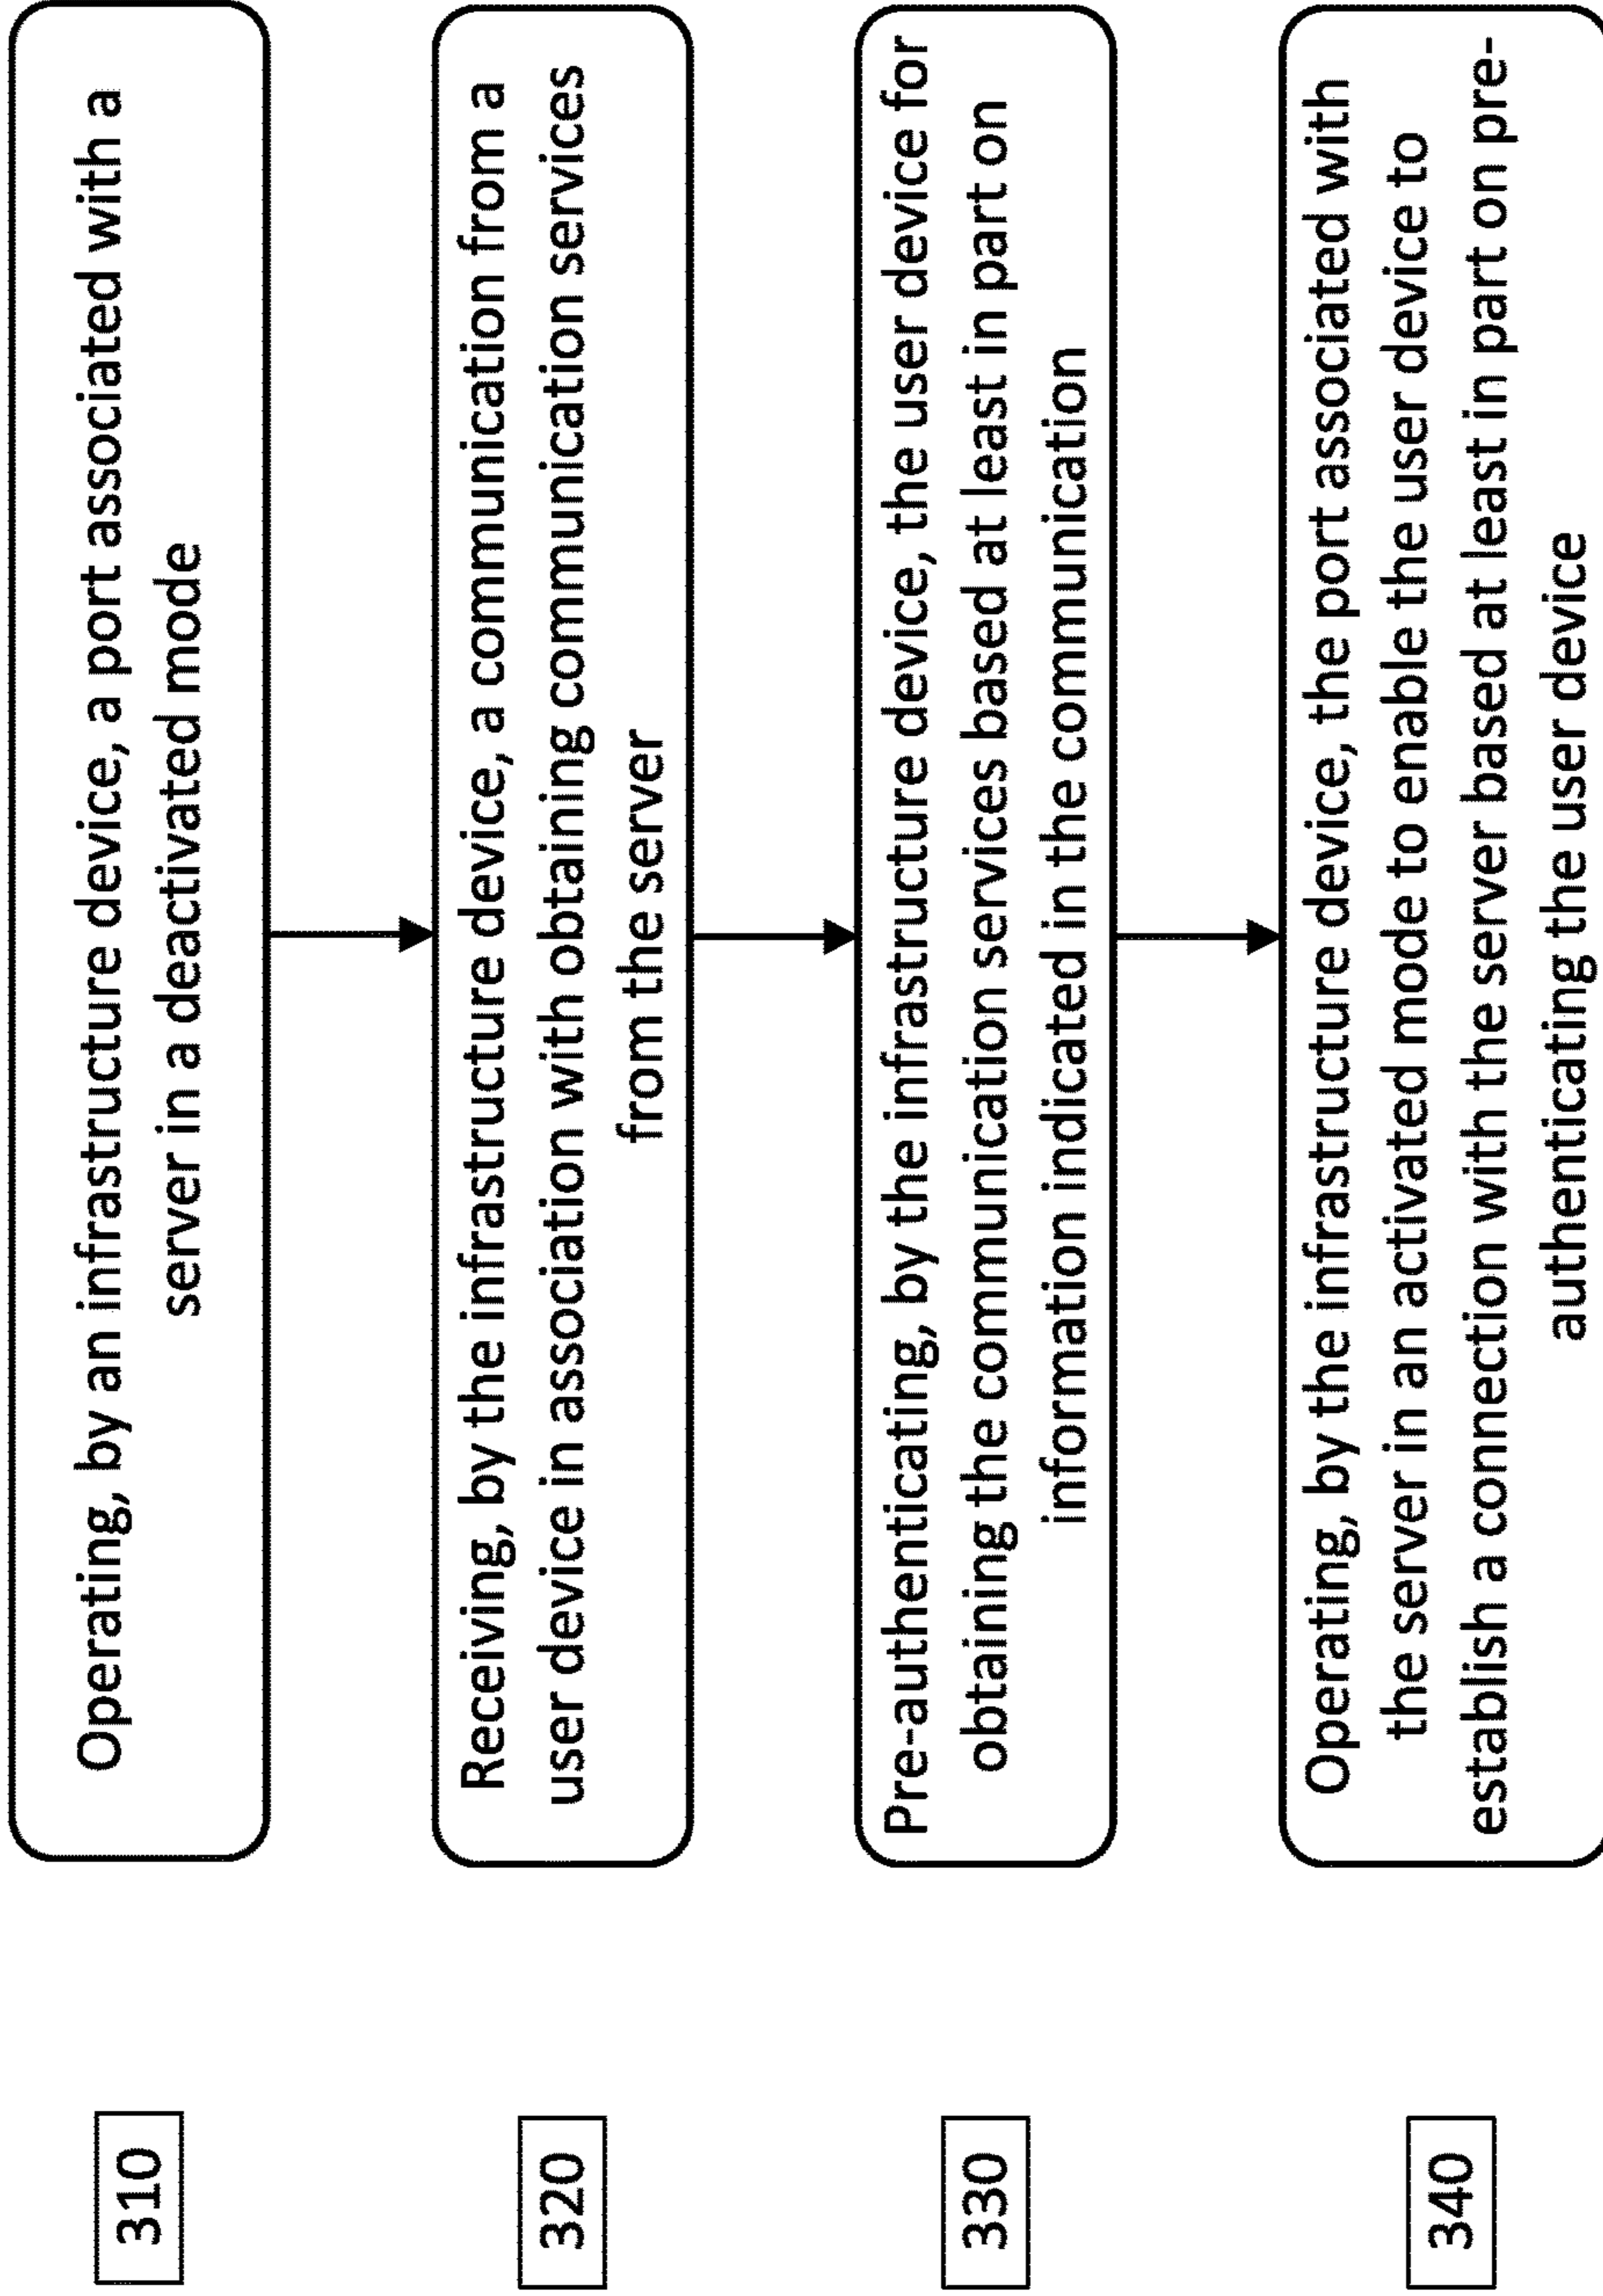 310
Operating, by an infrastructure device, a port associated with a
server in a deactivated mode
320
Receiving, by the infrastructure device, a communication from a
user device in association with obtaining communication services
from the server
330
Pre-authenticating, by the infrastructure device, the user device for
obtaining the communication services based at least in part on
information indicated in the communication
340
Operating, by the infrastructure device, the port associated with
the server in an activated mode to enable the user device to
establish a connection with the server based at least in part on pre-
authenticating the user device